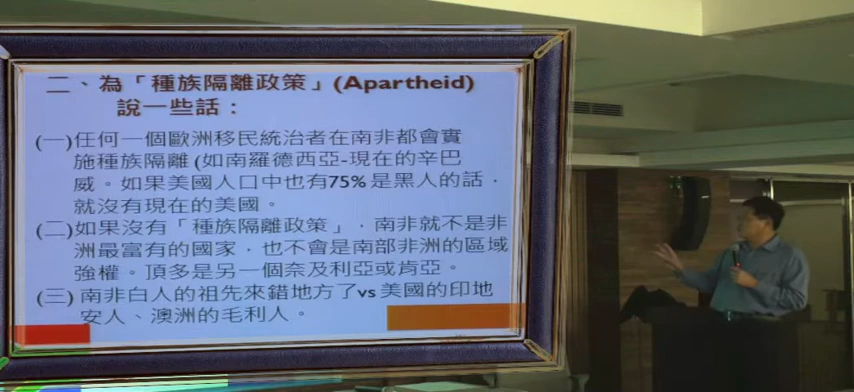 二、為「種族隔離政策」(Apartheid)
說一些話：
(一)任何一個歐洲移民統治者在南非都會實
施種族隔離 (如南羅德西亞-現在的辛巴
威。如果美國人口中也有75%是黑人的話，
就沒有現在的美國。
(二)如果沒有「種族隔離政策」，南非就不是非
洲最富有的國家，也不會是南部非洲的區域
強權。頂多是另一個奈及利亞或肯亞。
(三) 南非白人的祖先來錯地方了vs 美國的印地
安人、澳洲的毛利人。